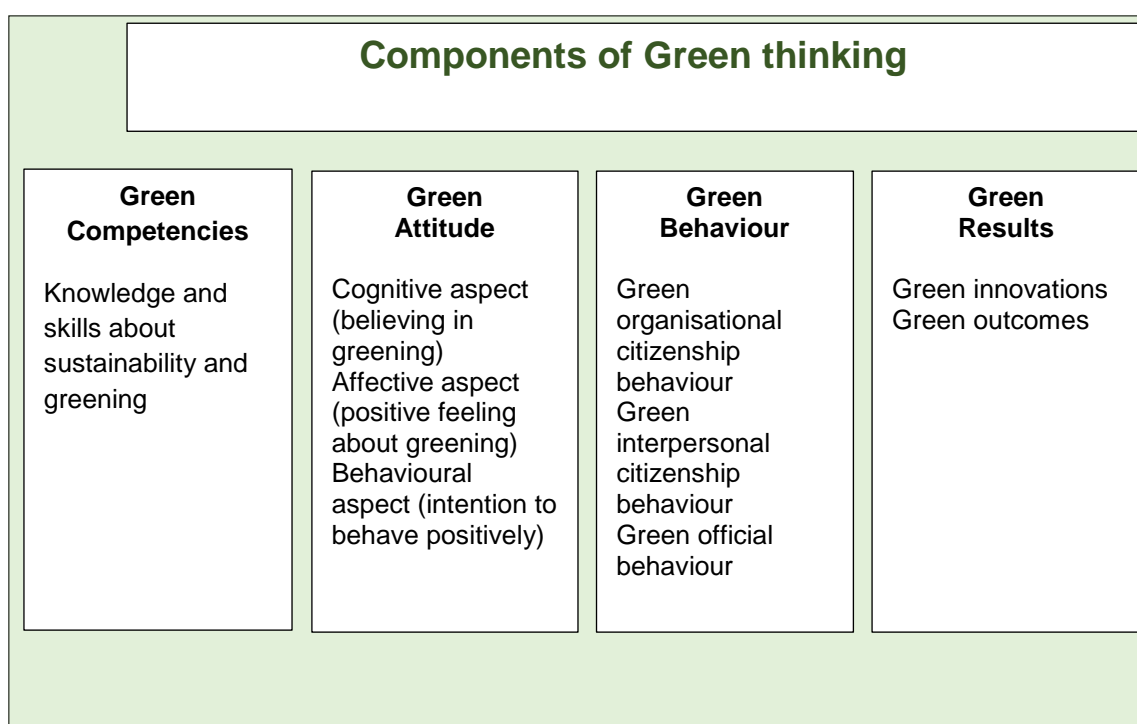 Components of Green thinking
Green
Competencies
Knowledge and
skills about
sustainability and
greening
Green
Attitude
Cognitive aspect
(believing in
greening)
Affective aspect
(positive feeling
about greening)
Behavioural
aspect (intention to
behave positively)
Green
Behaviour
Green
organisational
citizenship
behaviour
Green
interpersonal
citizenship
behaviour
Green official
behaviour
Green
Results
Green innovations
Green outcomes